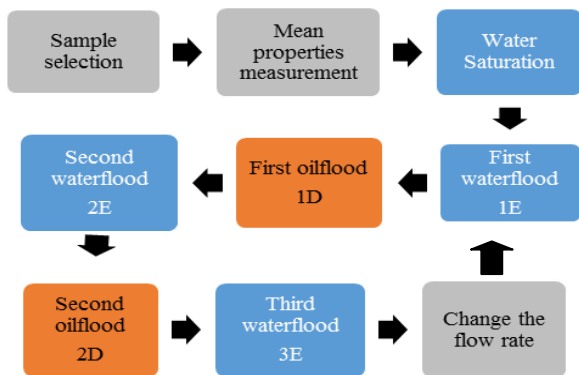 Sample
selection
Mean
properties
measurement
Water
Saturation
First
waterflood
1E
First oilflood
1D
Second
waterflood
2E
Second
oilflood
2D
Third
waterflood
3E
Change the
flow rate